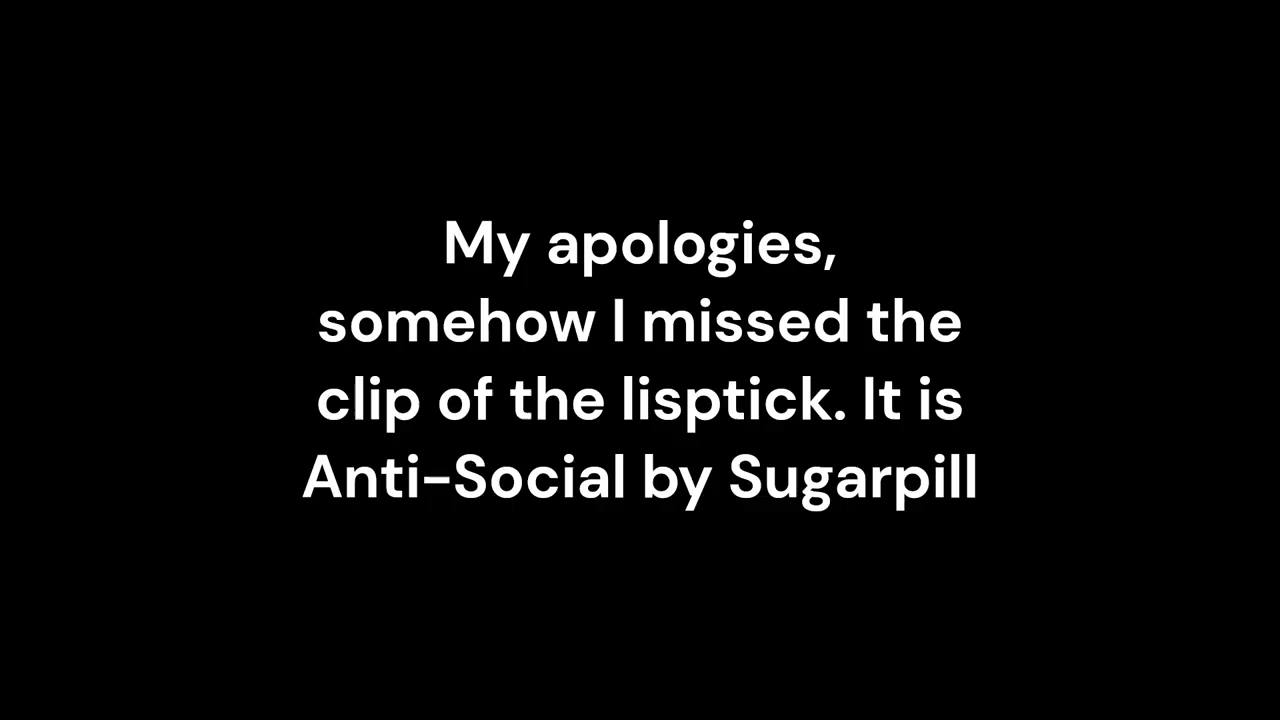 My apologies,
somehow I missed the
clip of the lisptick. It is
Anti-Social by Sugarpill